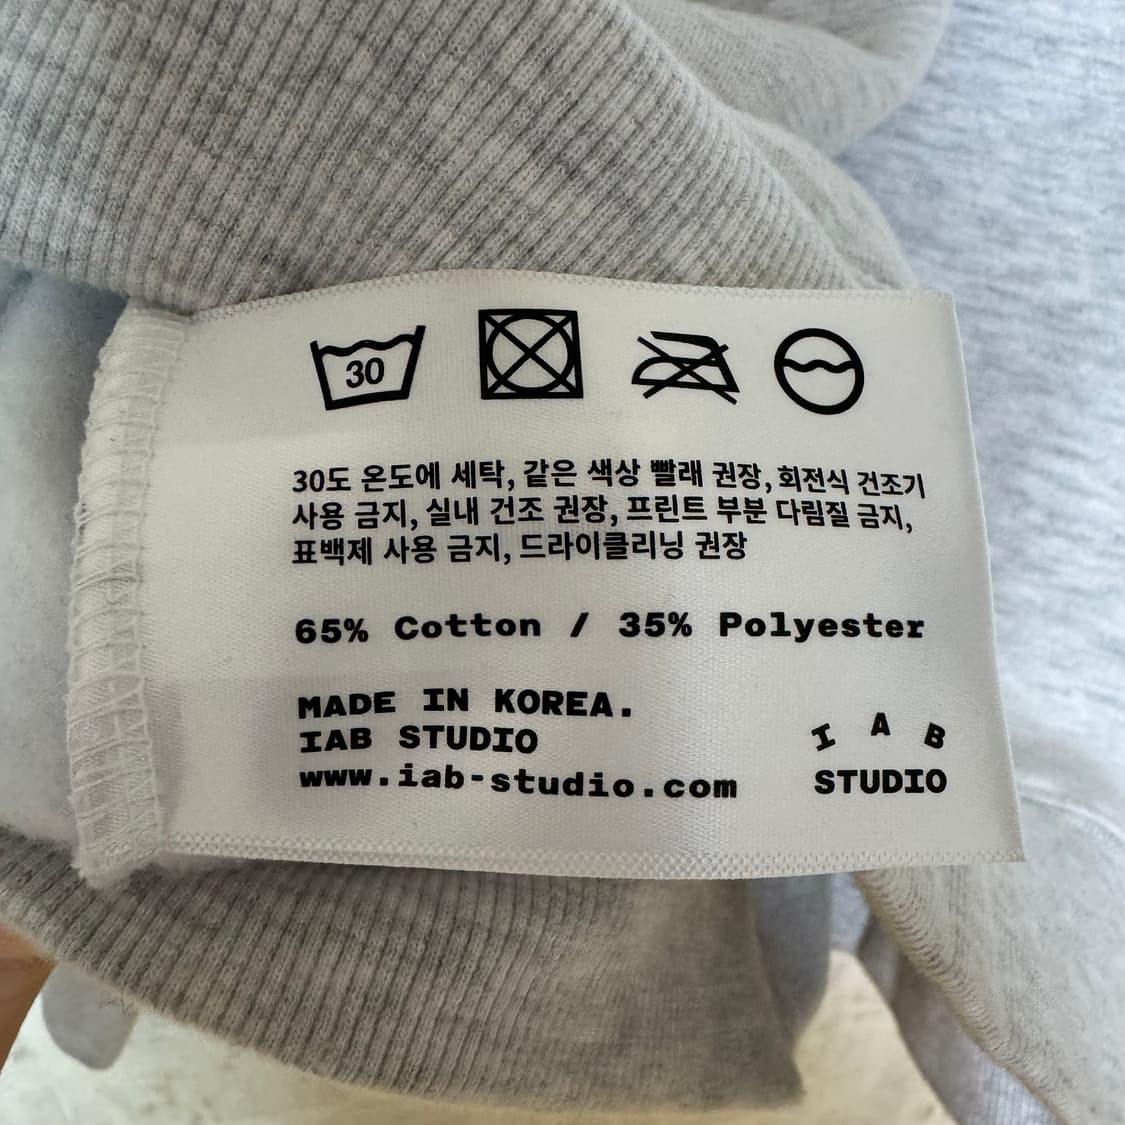 30
30도 온도에 세탁, 같은 색상 빨래 권장, 회전식 건조기
사용 금지, 실내 건조 권장, 프린트 부분 다림질 금지,
표백제 사용 금지, 드라이클리닝 권장
65% Cotton / 35% Polyester
MADE IN KOREA.
IAB STUDIO
www.iab-studio.com
I A B
STUDIO